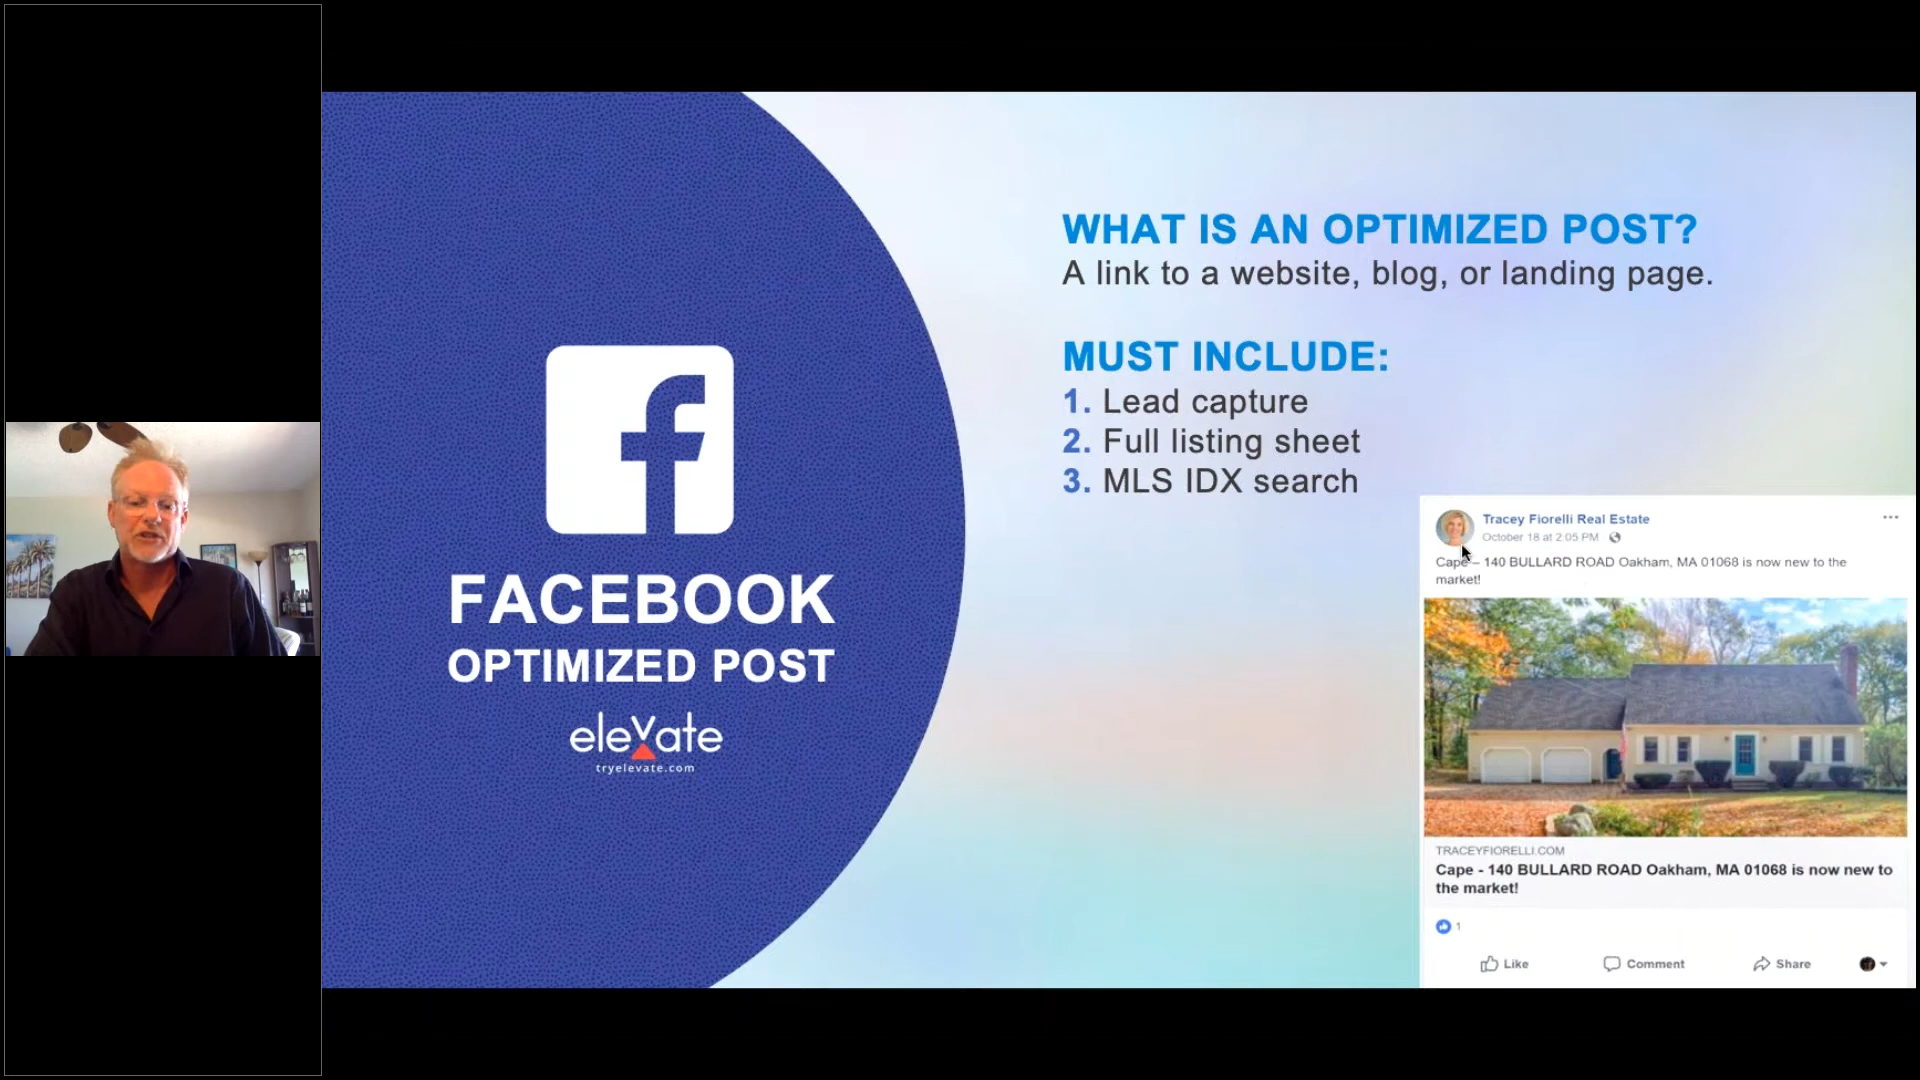 FACEBOOK
OPTIMIZED POST
elevate
tryelevate.com
WHAT IS AN OPTIMIZED POST?
A link to a website, blog, or landing page.
MUST INCLUDE:
1. Lead capture
2. Full listing sheet
3. MLS IDX search
Tracey Fiorelli Real Estate
October 18 at 2:05 PM
Cape – 140 BULLARD ROAD Oakham, MA 01068 is now new to the
market!
TRACEYFIORELLI.COM
Cape - 140 BULLARD ROAD Oakham, MA 01068 is now new to
the market!
1
Like Comment Share